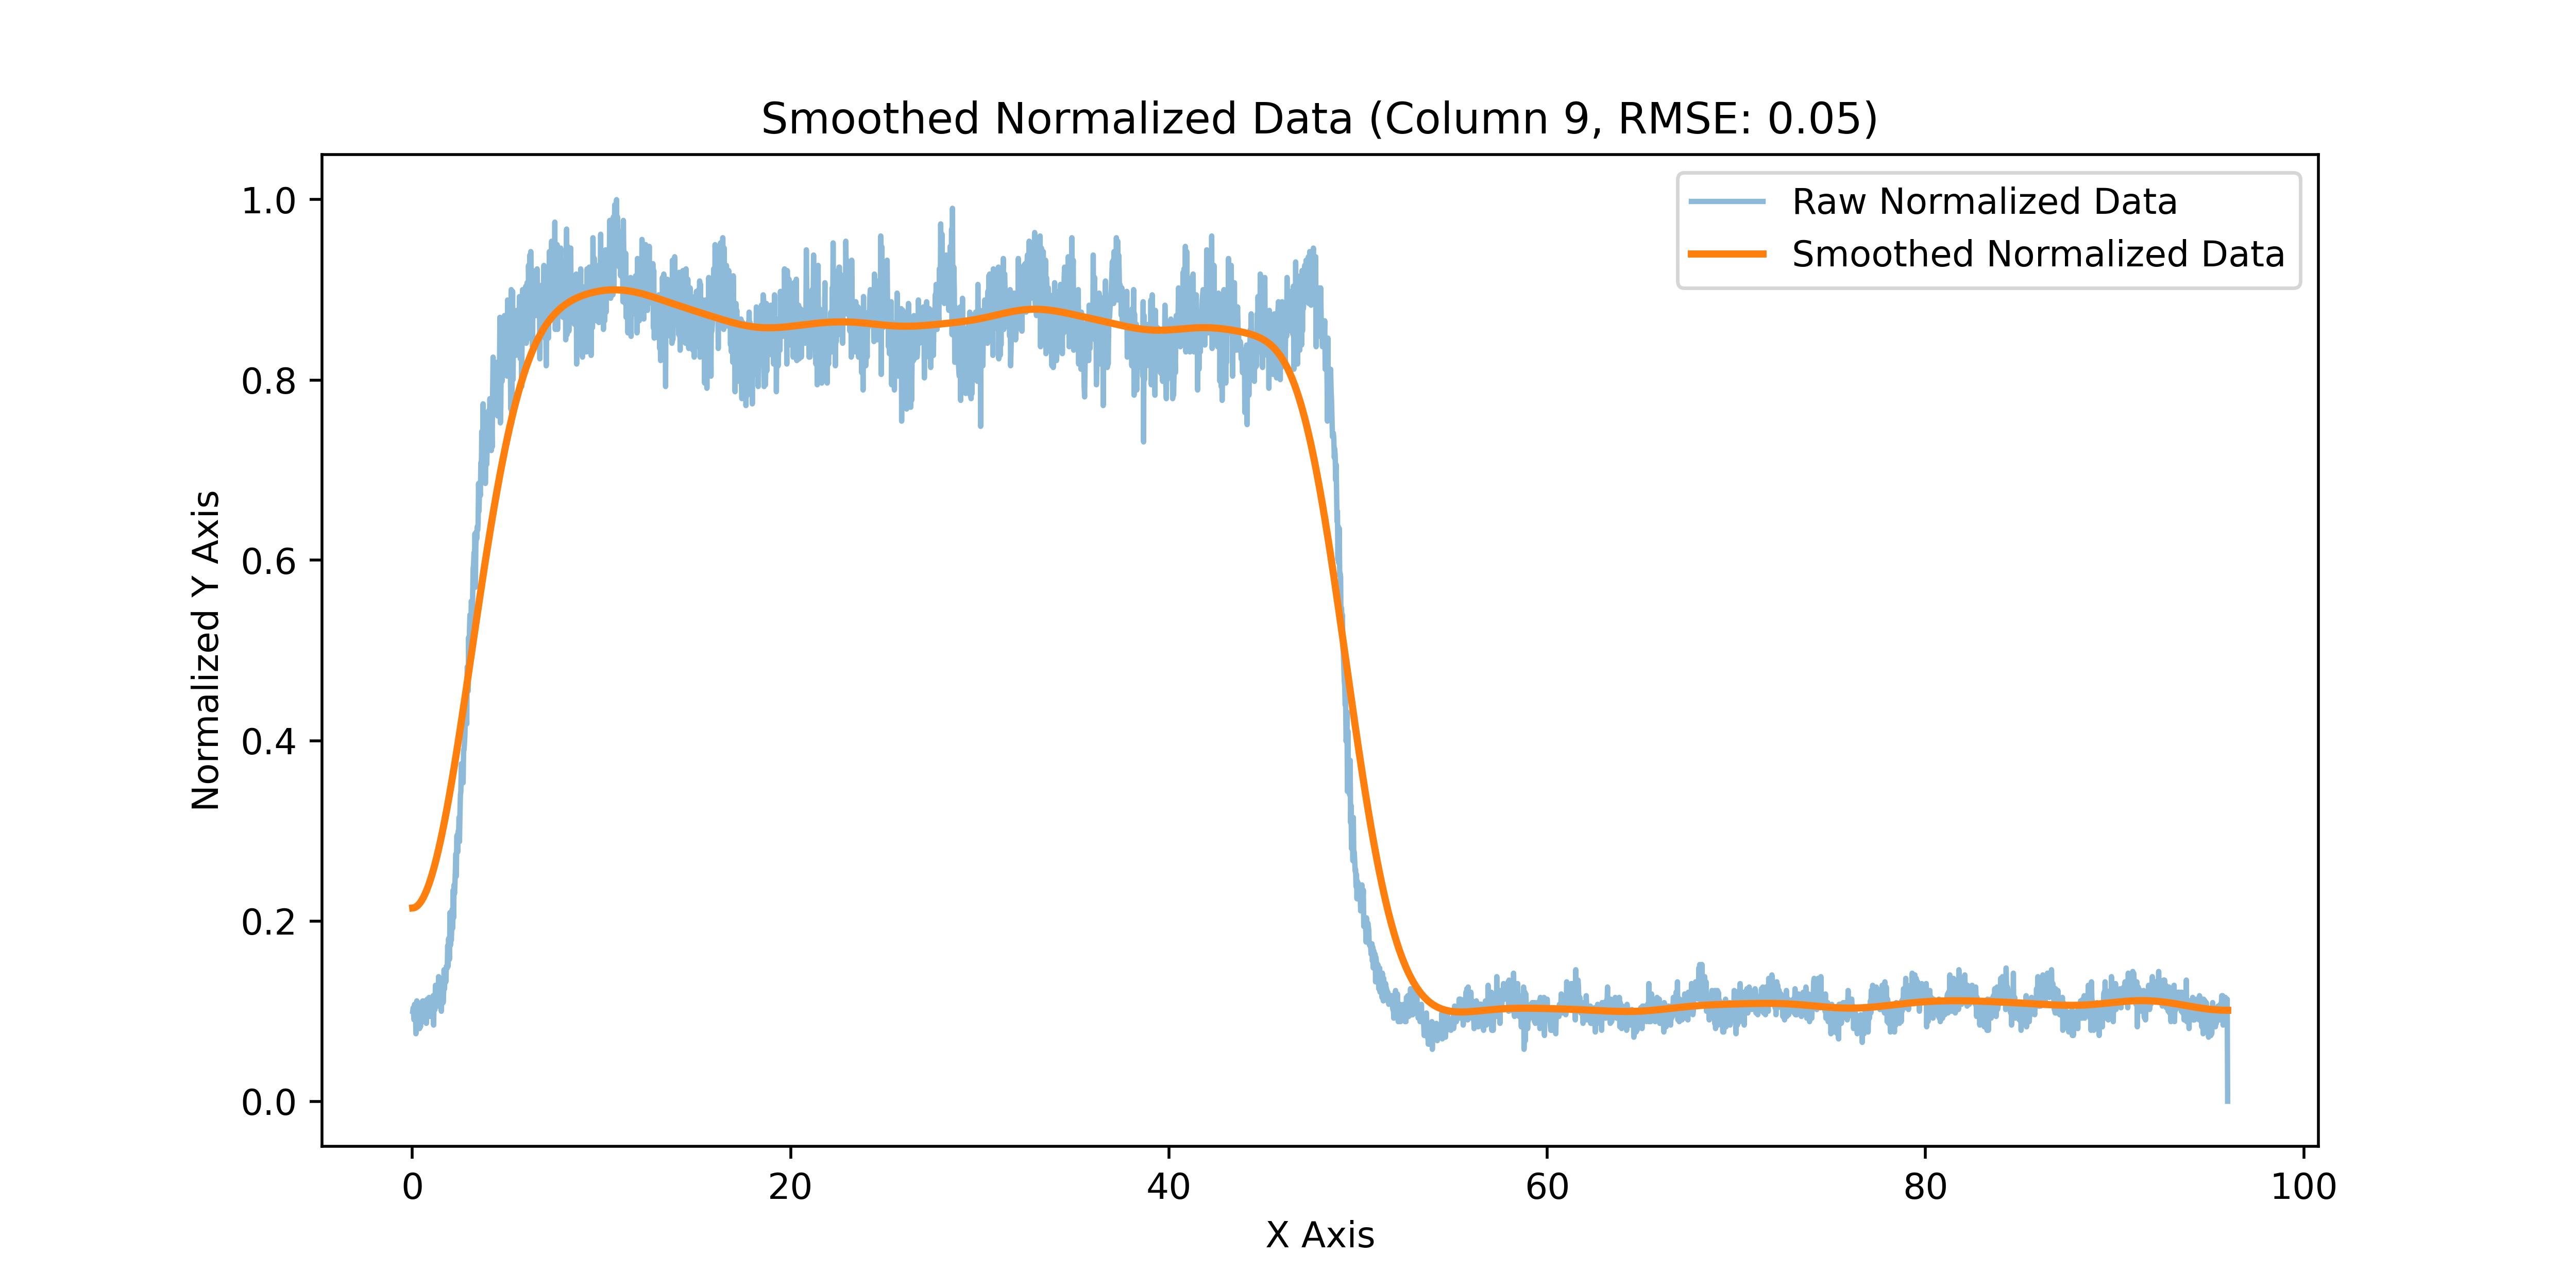 Smoothed Normalized Data (Column 9, RMSE: 0.05)
Raw Normalized Data
Smoothed Normalized Data
Normalized Y Axis
1.0
0.8
0.6
0.4
0.2
0.0
0 20 40 60 80 100
X Axis